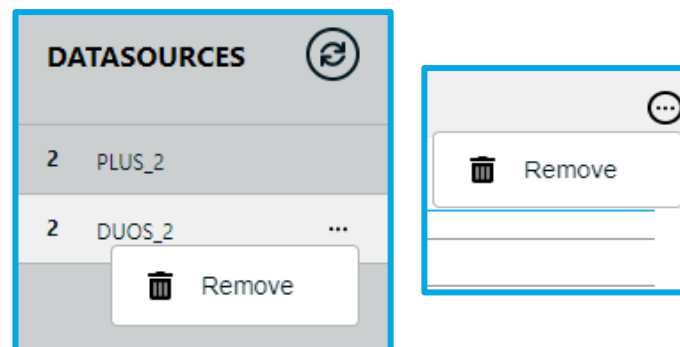 DATASOURCES
2 PLUS_2
2 DUOS_2 ...
Remove
Remove